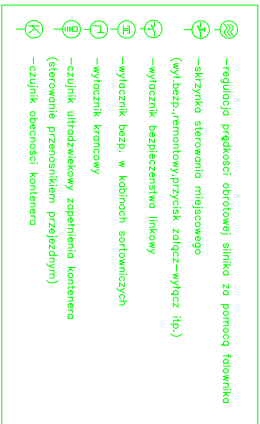 -regulacja prędkości obrotowej silnika za pomocą falownika
-skrzynka sterowania miejscowego
(wył.bezp.,remontowy,przycisk załącz-wyłącz itp.)
-wyłącznik bezpieczeństwa linkowy
-wyłącznik bezp. w kabinach sortowniczych
-wyłącznik krańcowy
-czujnik ultradźwiękowy zapełnienia kontenera
(sterowanie przenośnikiem przejezdnym)
K -czujnik obecności kontenera